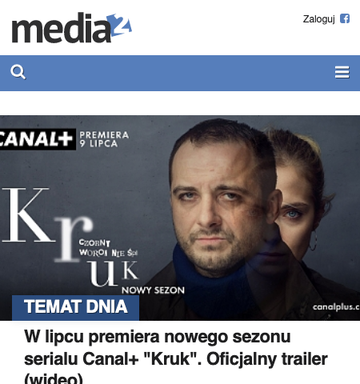 media2
Zaloguj
CANAL+ PREMIERA
9 LIPCA
Kruk
CZORNY
WORON NIE ŚPI
NOWY SEZON
canalplus.c
TEMAT DNIA
W lipcu premiera nowego sezonu
serialu Canal+ "Kruk". Oficjalny trailer
(wideo)